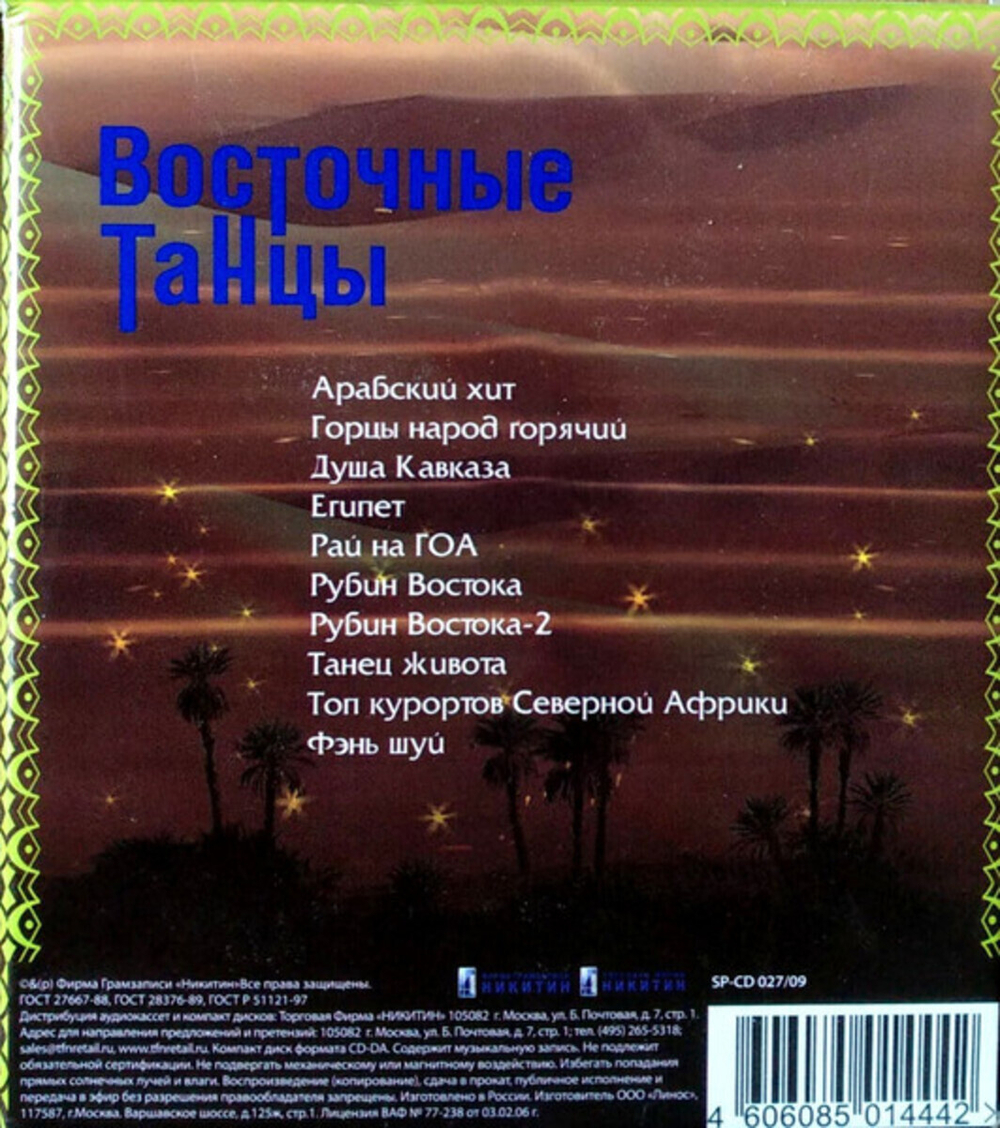 Восточные
Танцы
Арабский хит
Горцы народ горячий
Душа Кавказа
Египет
Рай на ГОА
Рубин Востока
Рубин Востока-2
Танец живота
Топ курортов Северной Африки
Фэнь шуй
©&(p) Фирма Грамзаписи «Никитин»Все права защищены.
ГОСТ 27667-88, ГОСТ 28376-89, ГОСТ Р 51121-97
НИКИТИН
НИКИТИН
SP-CD 027/09
Дистрибуция аудиокассет и компакт дисков: Торговая Фирма «НИКИТИН» 105082 г. Москва, ул. Б. Почтовая, д. 7, стр. 1.
Адрес для направления предложений и претензий: 105082 г. Москва, ул. Б. Почтовая, д. 7, стр. 1; тел. (495) 265-5318;
sales@tfnretail.ru, www.tfnretail.ru. Компакт диск формата CD-DA. Содержит музыкальную запись. Не подлежит
обязательной сертификации. Не подвергать механическому или магнитному воздействию. Избегать попадания
прямых солнечных лучей и влаги. Воспроизведение (копирование), сдача в прокат, публичное исполнение и
передача в эфир без разрешения правообладателя запрещены. Изготовлено в России. Изготовитель ООО «Линос»,
117587, г.Москва. Варшавское шоссе, д.125ж, стр.1. Лицензия ВАФ № 77-238 от 03.02.06 г.
4 606085 014442 >